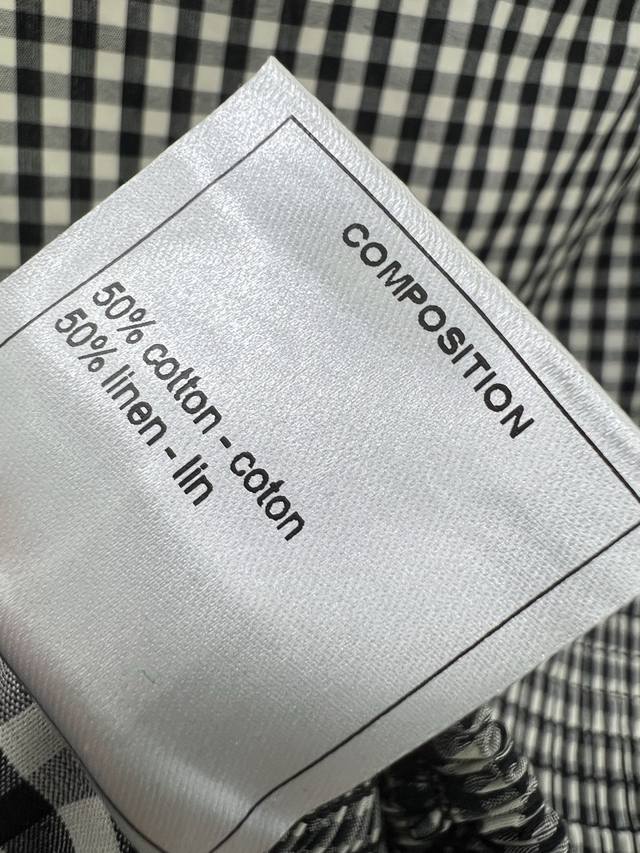 COMPOSITION
50% cotton - coton
50% linen - lin